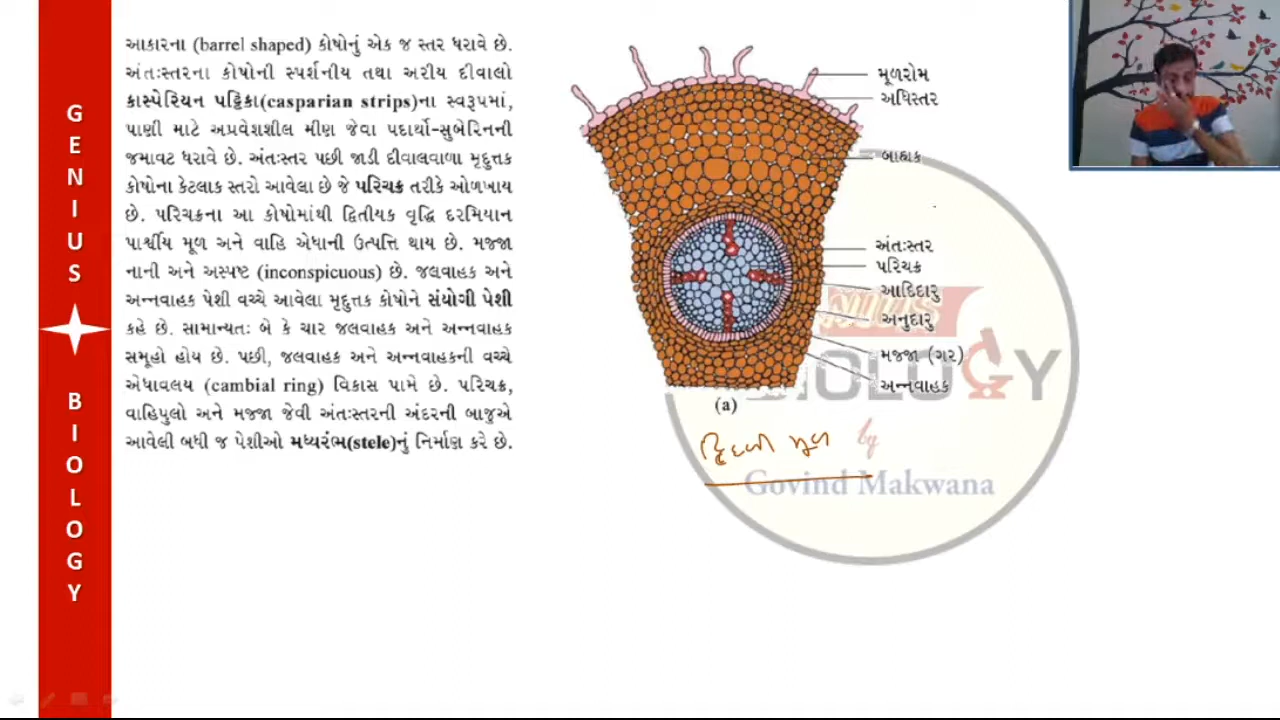 GENIUS BIOLOGY
આકારના (barrel shaped) કોષોનું એક જ સ્તર ધરાવે છે.
અંતઃસ્તરના કોષોની સ્પર્શનીય તથા અરીય દીવાલો
કાસ્પેરિયન પટ્ટિકા(casparian strips)ના સ્વરૂપમાં,
પાણી માટે અપ્રવેશશીલ મીણ જેવા પદાર્થો-સુબેરિનની
જમાવટ ધરાવે છે. અંતઃસ્તર પછી જાડી દીવાલવાળા મૃદુત્તક
કોષોના કેટલાક સ્તરો આવેલા છે જે પરિચક્ર તરીકે ઓળખાય
છે. પરિચક્રના આ કોષોમાંથી દ્વિતીયક વૃદ્ધિ દરમિયાન
પાર્શ્વીય મૂળ અને વાહિ એધાની ઉત્પત્તિ થાય છે. મજ્જા
નાની અને અસ્પષ્ટ (inconspicuous) છે. જલવાહક અને
અન્નવાહક પેશી વચ્ચે આવેલા મૃદુત્તક કોષોને સંયોગી પેશી
કહે છે. સામાન્યતઃ બે કે ચાર જલવાહક અને અન્નવાહક
સમૂહો હોય છે. પછી, જલવાહક અને અન્નવાહકની વચ્ચે
એધાવલય (cambial ring) વિકાસ પામે છે. પરિચક્ર,
વાહિપુલો અને મજ્જા જેવી અંતઃસ્તરની અંદરની બાજુએ
આવેલી બધી જ પેશીઓ મધ્યરંભ(stele)નું નિર્માણ કરે છે.
મૂળરોમ
અધિસ્તર
બાહ્યક
અંતઃસ્તર
પરિચક્ર
આદિદારુ
અનુદારુ
મજ્જા (ગર)
અન્નવાહક
(a)
દ્વિદળી મૂળ
by
Govind Makwana